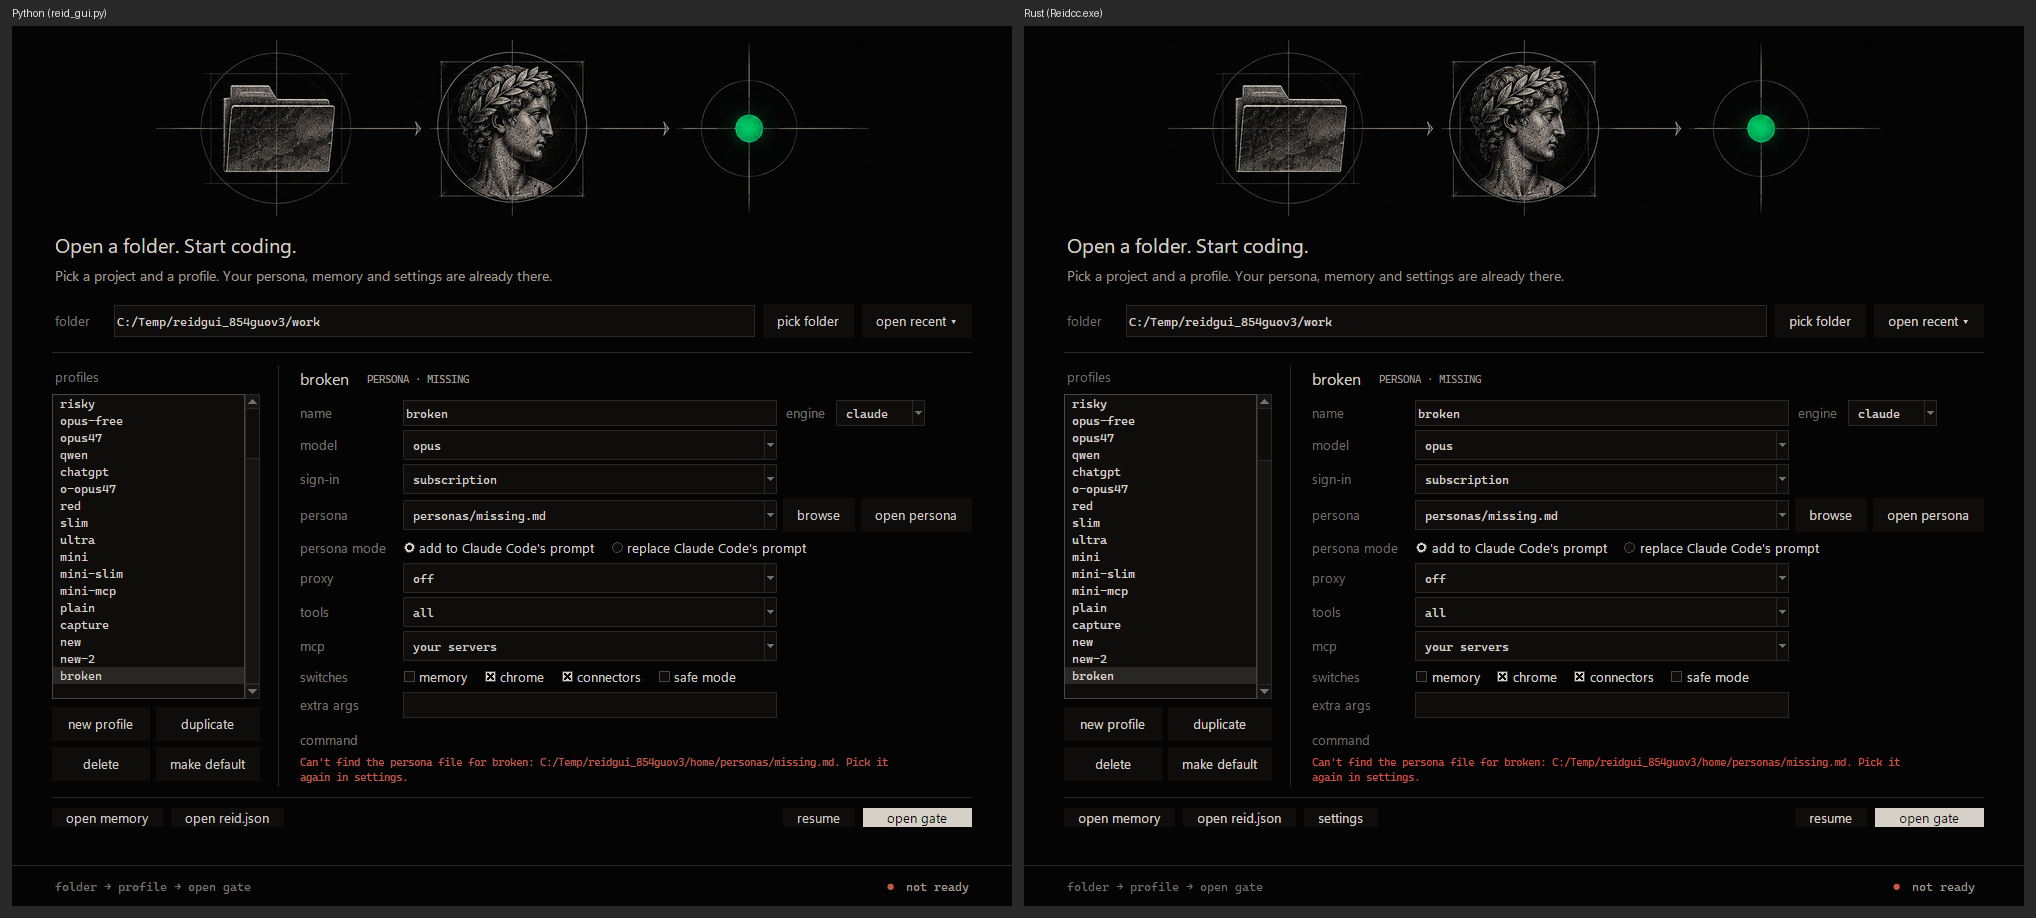 Python (reid_gui.py)
Open a folder. Start coding.
Pick a project and a profile. Your persona, memory and settings are already there.
folder C:/Temp/reidgui_854guov3/work pick folder open recent ▾
profiles
risky
opus-free
opus47
qwen
chatgpt
o-opus47
red
slim
ultra
mini
mini-slim
mini-mcp
plain
capture
new
new-2
broken
new profile duplicate
delete make default
broken PERSONA · MISSING
name broken engine claude
model opus
sign-in subscription
persona personas/missing.md browse open persona
persona mode add to Claude Code's prompt replace Claude Code's prompt
proxy off
tools all
mcp your servers
switches memory chrome connectors safe mode
extra args
command
Can't find the persona file for broken: C:/Temp/reidgui_854guov3/home/personas/missing.md. Pick it
again in settings.
open memory open reid.json resume open gate
folder → profile → open gate not ready
Rust (Reidcc.exe)
Open a folder. Start coding.
Pick a project and a profile. Your persona, memory and settings are already there.
folder C:/Temp/reidgui_854guov3/work pick folder open recent ▾
profiles
risky
opus-free
opus47
qwen
chatgpt
o-opus47
red
slim
ultra
mini
mini-slim
mini-mcp
plain
capture
new
new-2
broken
new profile duplicate
delete make default
broken PERSONA · MISSING
name broken engine claude
model opus
sign-in subscription
persona personas/missing.md browse open persona
persona mode add to Claude Code's prompt replace Claude Code's prompt
proxy off
tools all
mcp your servers
switches memory chrome connectors safe mode
extra args
command
Can't find the persona file for broken: C:/Temp/reidgui_854guov3/home/personas/missing.md. Pick it
again in settings.
open memory open reid.json settings resume open gate
folder → profile → open gate not ready